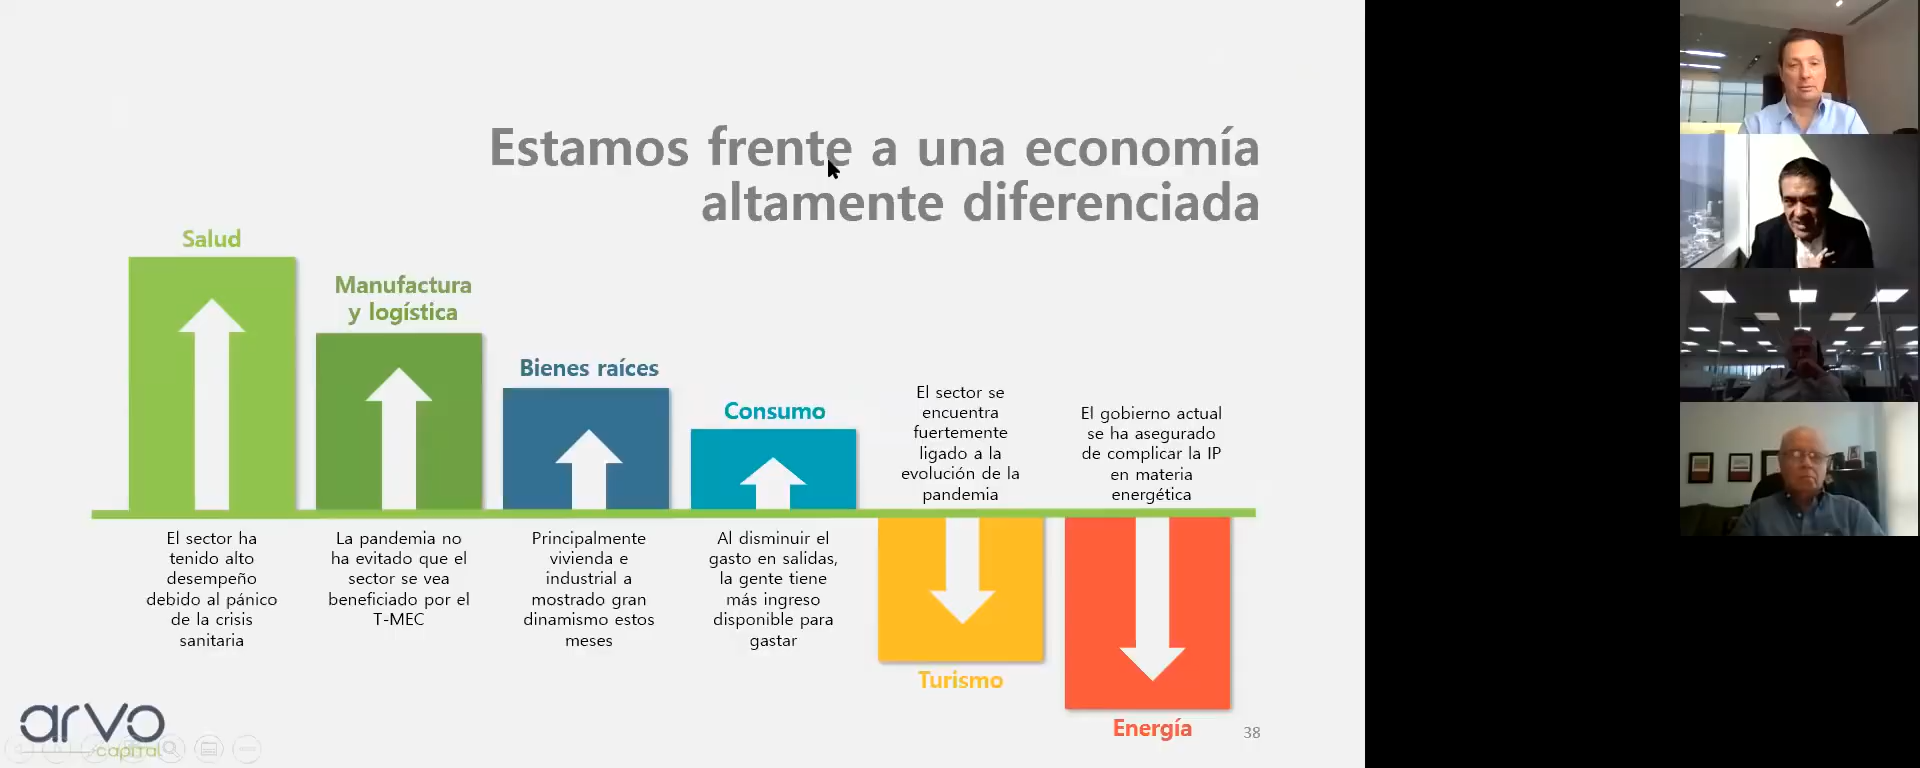 Estamos frente a una economía
altamente diferenciada
Salud
El sector ha
tenido alto
desempeño
debido al pánico
de la crisis
sanitaria
Manufactura
y logística
La pandemia no
ha evitado que el
sector se vea
beneficiado por el
T-MEC
Bienes raíces
Principalmente
vivienda e
industrial a
mostrado gran
dinamismo estos
meses
Consumo
Al disminuir el
gasto en salidas,
la gente tiene
más ingreso
disponible para
gastar
El sector se
encuentra
fuertemente
ligado a la
evolución de la
pandemia
Turismo
El gobierno actual
se ha asegurado
de complicar la IP
en materia
energética
Energía
arvo
capital
38